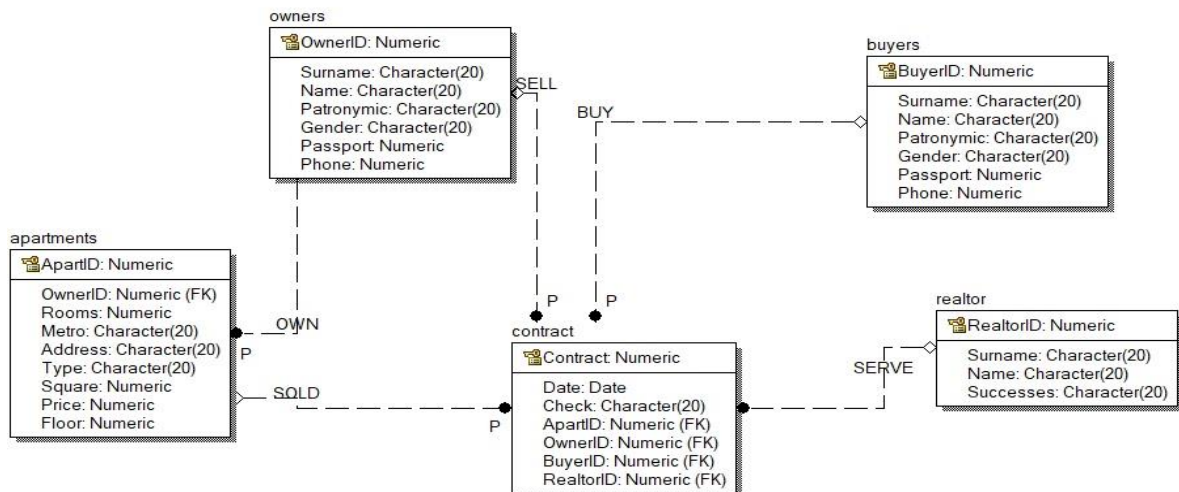 owners
OwnerID: Numeric
Surname: Character(20)
Name: Character(20)
Patronymic: Character(20)
Gender: Character(20)
Passport: Numeric
Phone: Numeric
SELL
BUY
buyers
BuyerID: Numeric
Surname: Character(20)
Name: Character(20)
Patronymic: Character(20)
Gender: Character(20)
Passport: Numeric
Phone: Numeric
apartments
ApartID: Numeric
OwnerID: Numeric (FK)
Rooms: Numeric
Metro: Character(20)
Address: Character(20)
Type: Character(20)
Square: Numeric
Price: Numeric
Floor: Numeric
OWN
P
SOLD
P
P
P
contract
Contract: Numeric
Date: Date
Check: Character(20)
ApartID: Numeric (FK)
OwnerID: Numeric (FK)
BuyerID: Numeric (FK)
RealtorID: Numeric (FK)
SERVE
realtor
RealtorID: Numeric
Surname: Character(20)
Name: Character(20)
Successes: Character(20)